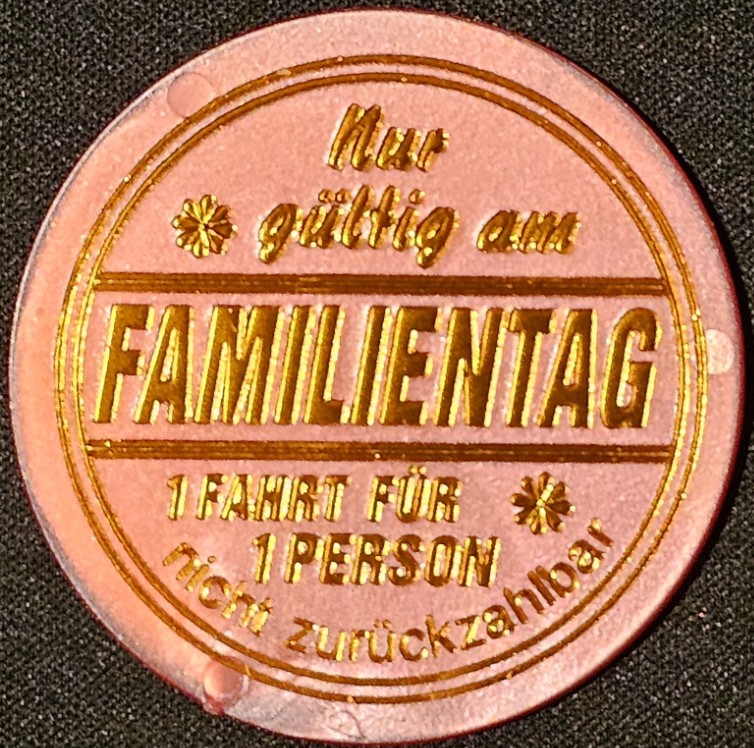 Nur
gültig am
FAMILIENTAG
1 FAHRT FÜR
1 PERSON
nicht zurückzahlbar